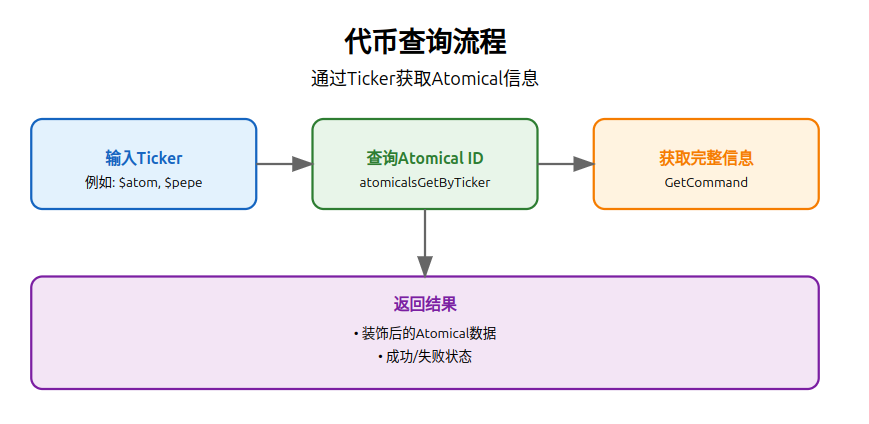 代币查询流程
通过Ticker获取Atomical信息
输入Ticker
例如: $atom, $pepe
查询Atomical ID
atomicalsGetByTicker
获取完整信息
GetCommand
返回结果
• 装饰后的Atomical数据
• 成功/失败状态